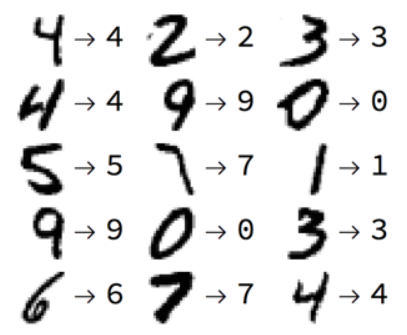 4 → 4 2 → 2 3 → 3
4 → 4 9 → 9 0 → 0
5 → 5 7 → 7 1 → 1
9 → 9 0 → 0 3 → 3
6 → 6 7 → 7 4 → 4